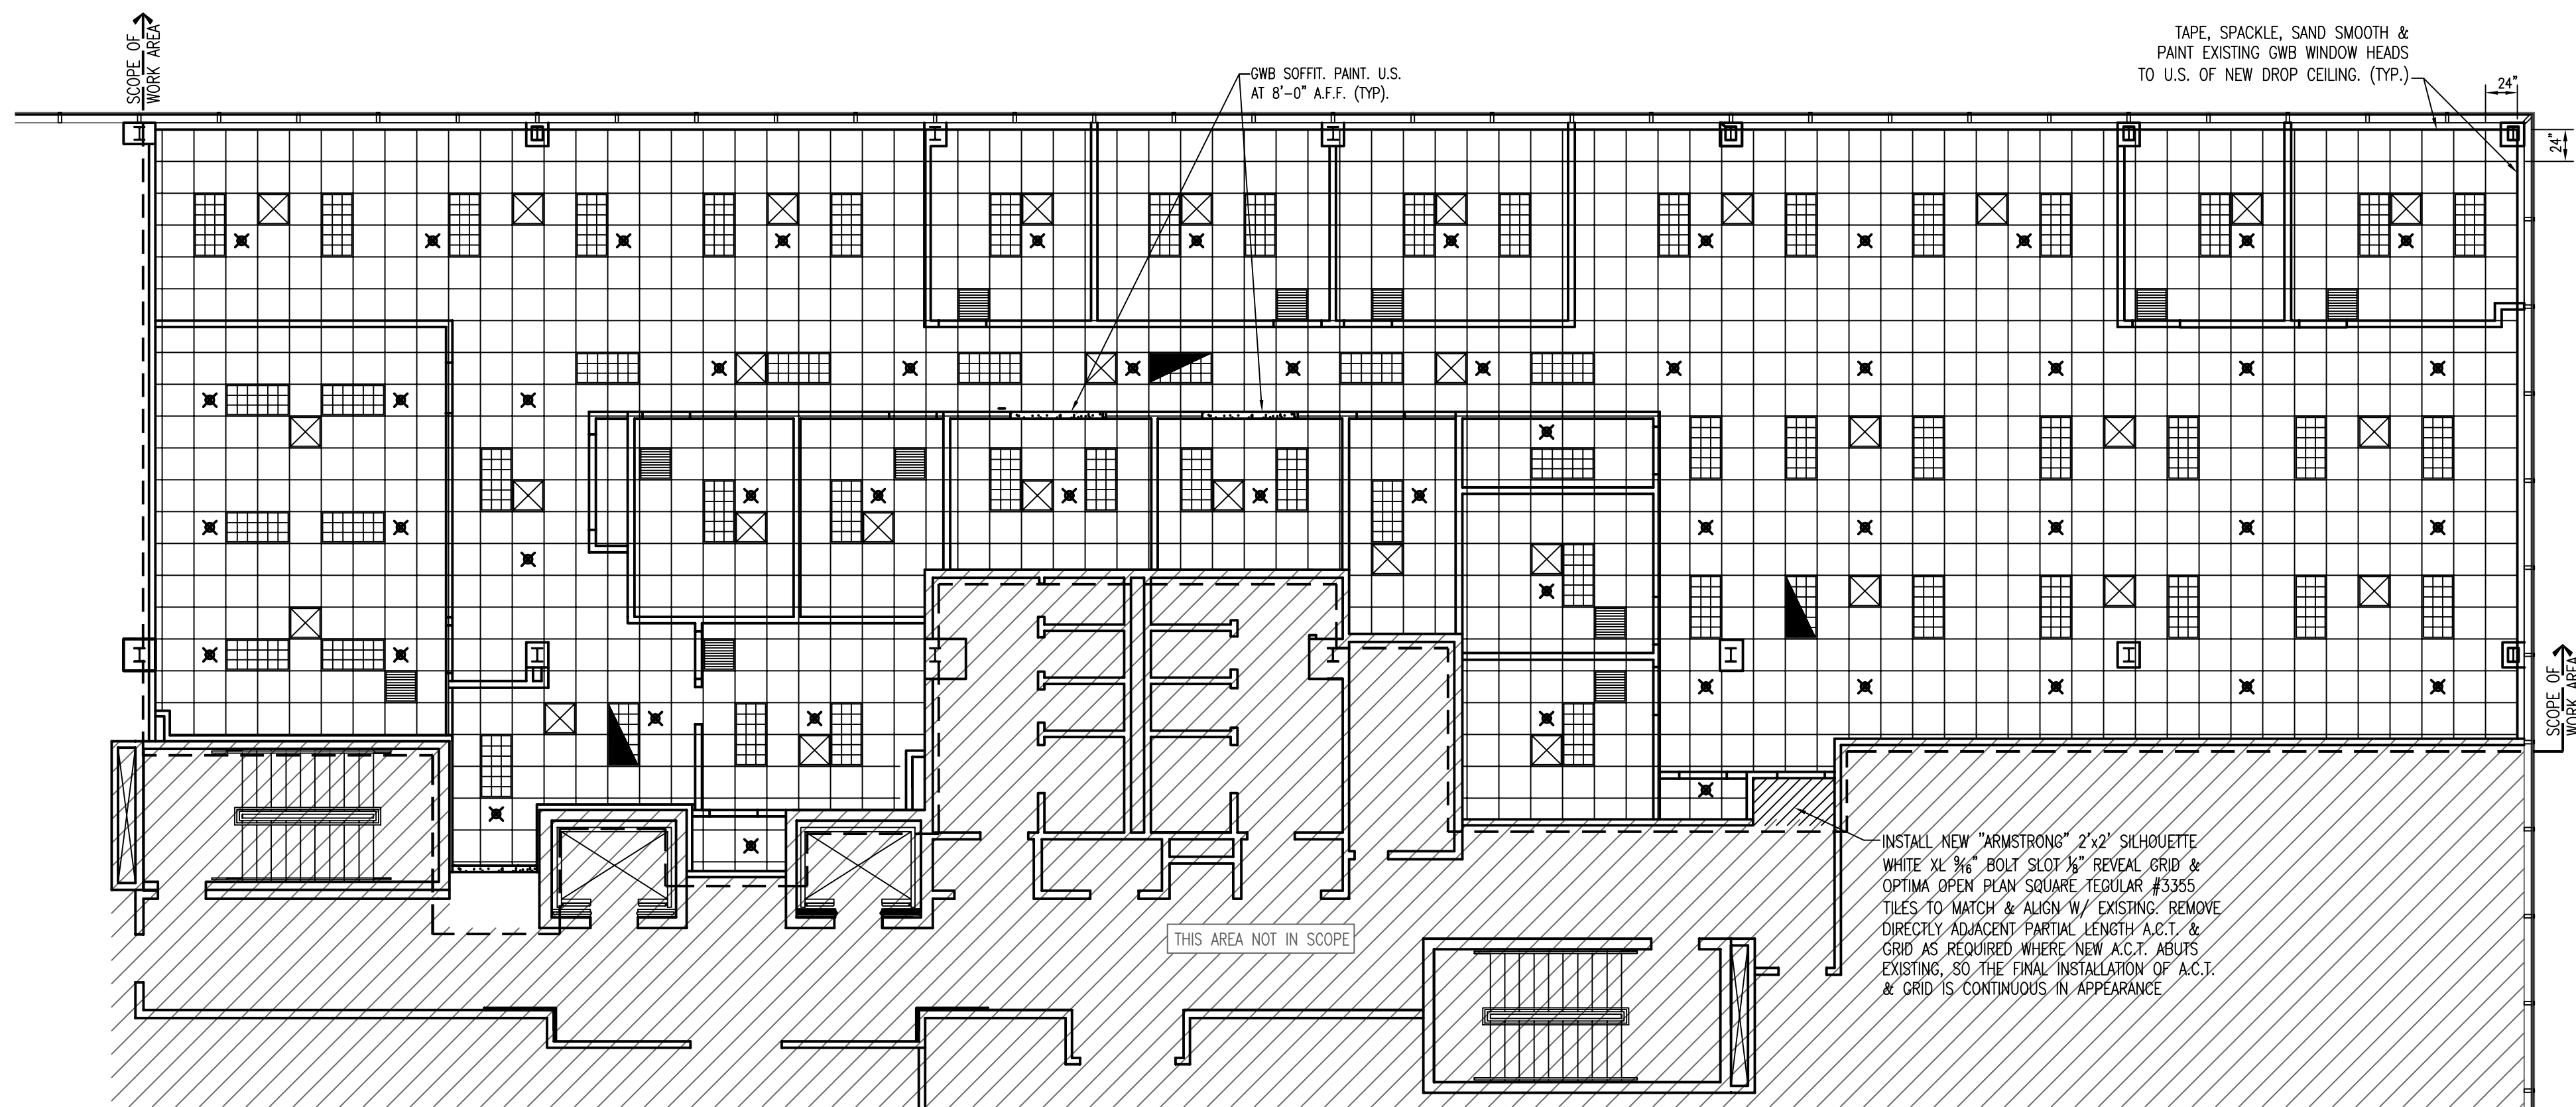 SCOPE OF
WORK AREA
GWB SOFFIT. PAINT. U.S.
AT 8'-0" A.F.F. (TYP).
TAPE, SPACKLE, SAND SMOOTH &
PAINT EXISTING GWB WINDOW HEADS
TO U.S. OF NEW DROP CEILING. (TYP.)
24"
24"
SCOPE OF
WORK AREA
INSTALL NEW "ARMSTRONG" 2'x2' SILHOUETTE
WHITE XL 9/16" BOLT SLOT 1/8" REVEAL GRID &
OPTIMA OPEN PLAN SQUARE TEGULAR #3355
TILES TO MATCH & ALIGN W/ EXISTING. REMOVE
DIRECTLY ADJACENT PARTIAL LENGTH A.C.T. &
GRID AS REQUIRED WHERE NEW A.C.T. ABUTS
EXISTING, SO THE FINAL INSTALLATION OF A.C.T.
& GRID IS CONTINUOUS IN APPEARANCE
THIS AREA NOT IN SCOPE